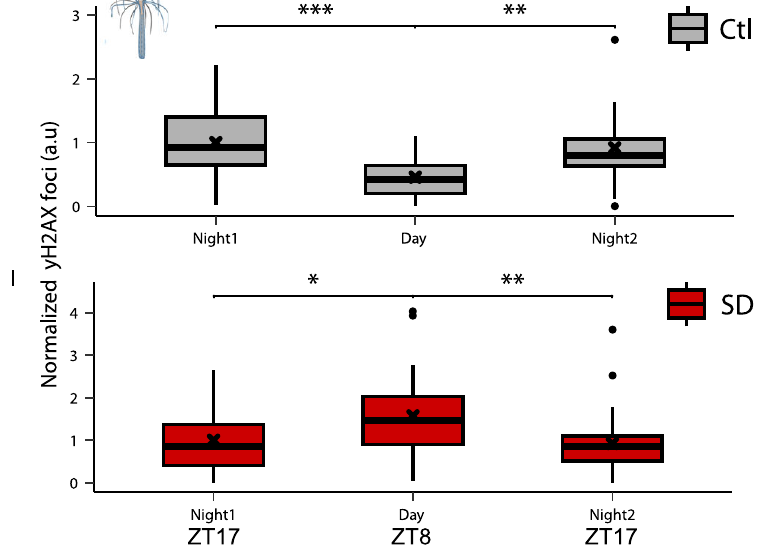 *** **
3
Ctl
2
1
0
Night1 Day Night2
Normalized yH2AX foci (a.u)
* **
SD
4
3
2
1
0
Night1 Day Night2
ZT17 ZT8 ZT17